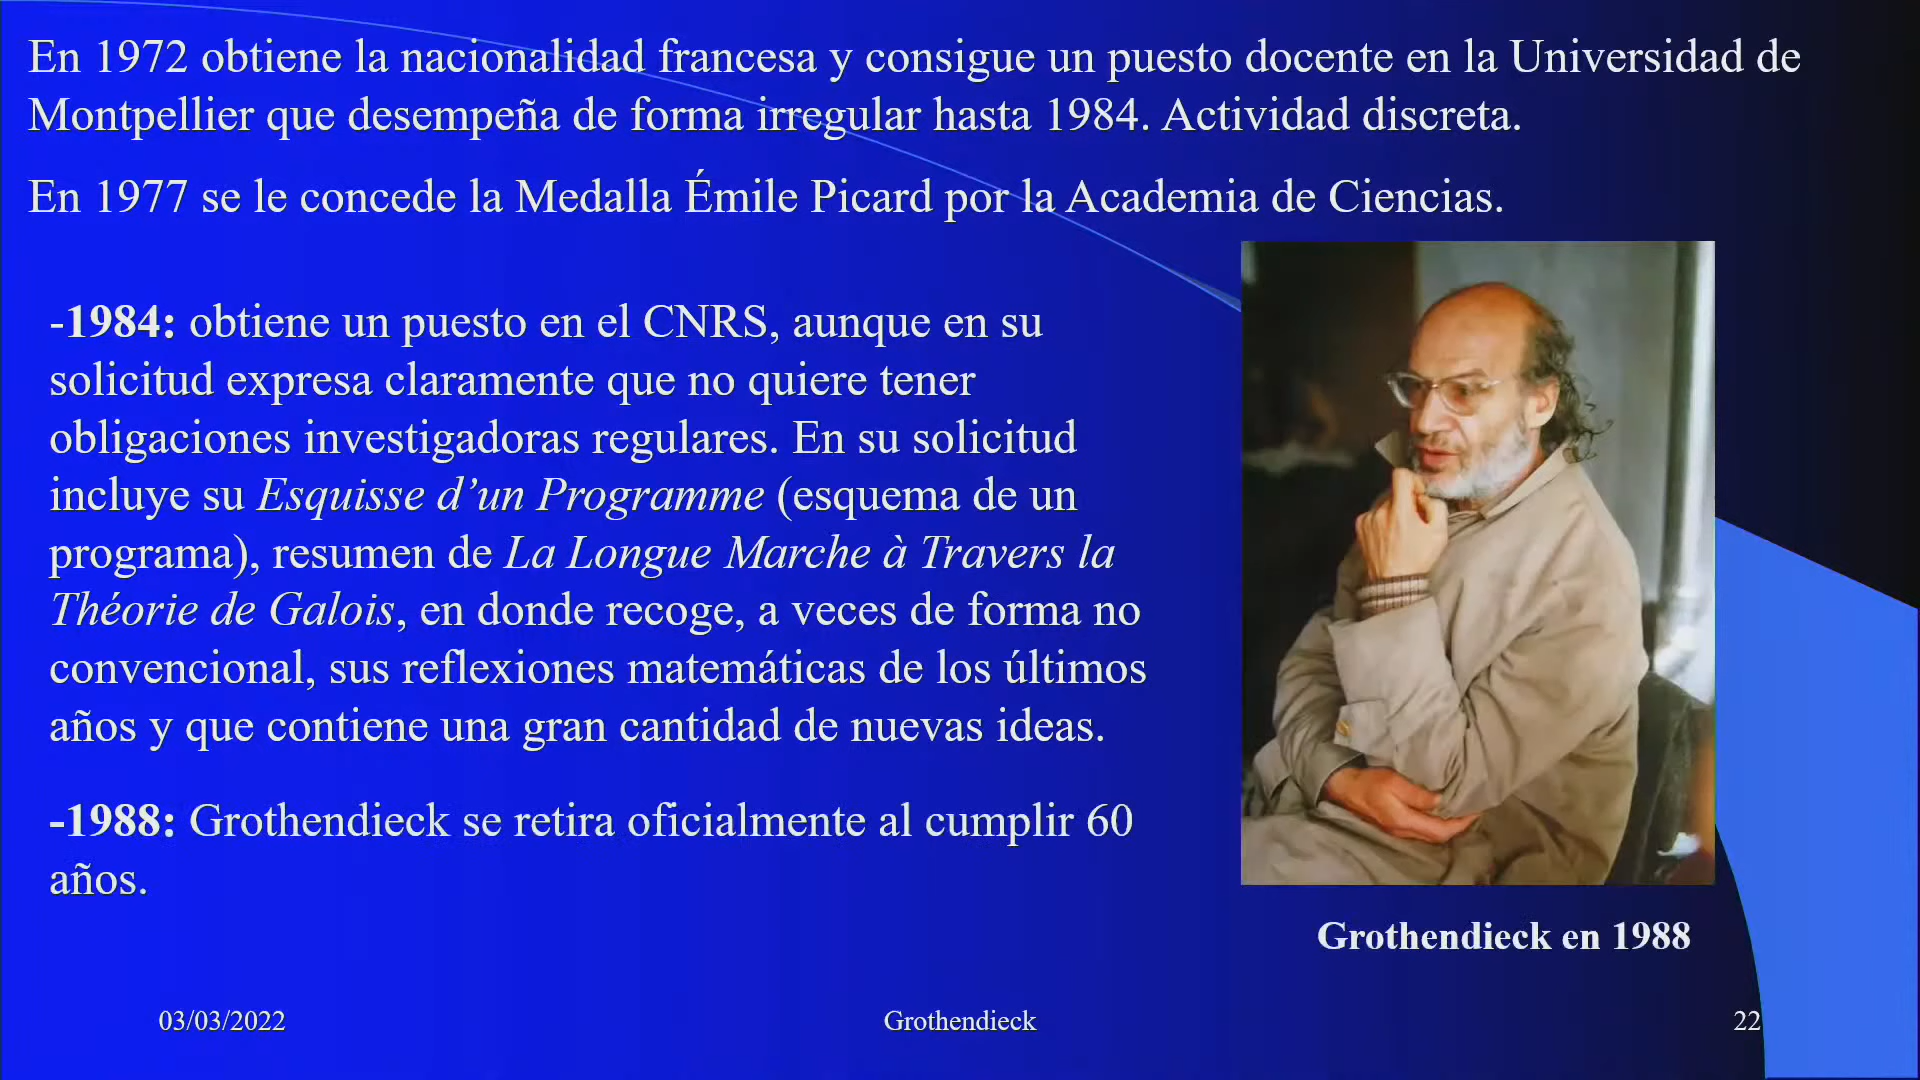 En 1972 obtiene la nacionalidad francesa y consigue un puesto docente en la Universidad de
Montpellier que desempeña de forma irregular hasta 1984. Actividad discreta.
En 1977 se le concede la Medalla Émile Picard por la Academia de Ciencias.
-1984: obtiene un puesto en el CNRS, aunque en su
solicitud expresa claramente que no quiere tener
obligaciones investigadoras regulares. En su solicitud
incluye su Esquisse d’un Programme (esquema de un
programa), resumen de La Longue Marche à Travers la
Théorie de Galois, en donde recoge, a veces de forma no
convencional, sus reflexiones matemáticas de los últimos
años y que contiene una gran cantidad de nuevas ideas.
-1988: Grothendieck se retira oficialmente al cumplir 60
años.
Grothendieck en 1988
03/03/2022
Grothendieck
22